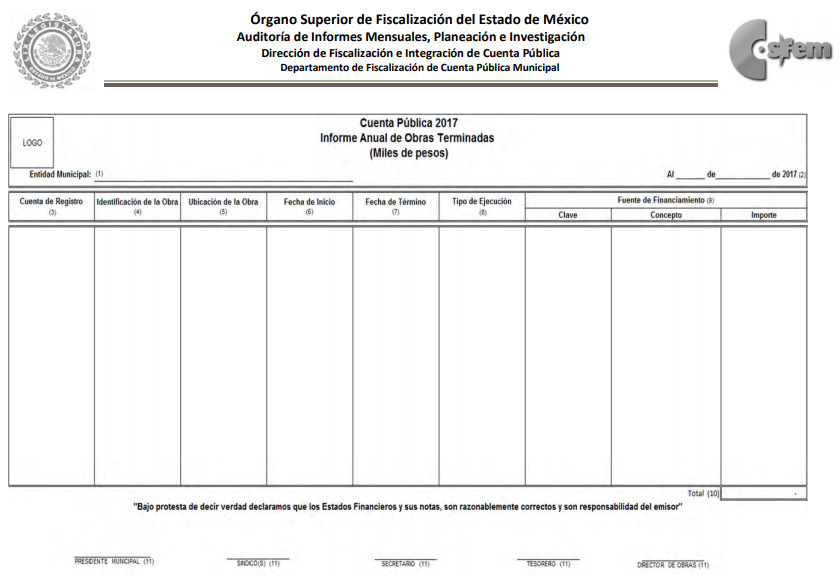 Órgano Superior de Fiscalización del Estado de México
Auditoría de Informes Mensuales, Planeación e Investigación
Dirección de Fiscalización e Integración de Cuenta Pública
Departamento de Fiscalización de Cuenta Pública Municipal
LIX LEGISLATURA
ESTADO DE MÉXICO
Osfem
Cuenta Pública 2017
Informe Anual de Obras Terminadas
(Miles de pesos)
LOGO
Entidad Municipal: (1)
Al ______ de____________ de 2017 (2)
Cuenta de Registro (3)
Identificación de la Obra (4)
Ubicación de la Obra (5)
Fecha de Inicio (6)
Fecha de Término (7)
Tipo de Ejecución (8)
Fuente de Financiamiento (9)
Clave Concepto Importe
Total (10) -
"Bajo protesta de decir verdad declaramos que los Estados Financieros y sus notas, son razonablemente correctos y son responsabilidad del emisor"
PRESIDENTE MUNICIPAL (11) SINDICO(S) (11) SECRETARIO (11) TESORERO (11) DIRECTOR DE OBRAS (11)